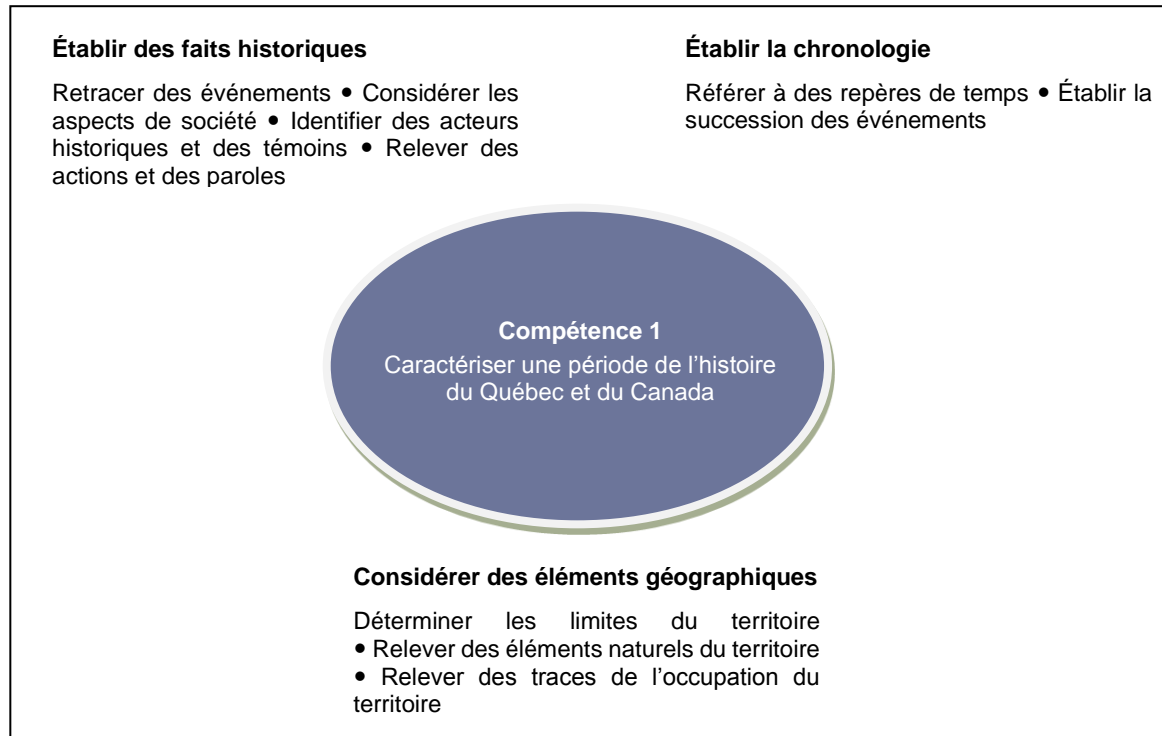 Établir des faits historiques
Retracer des événements • Considérer les
aspects de société • Identifier des acteurs
historiques et des témoins • Relever des
actions et des paroles
Établir la chronologie
Référer à des repères de temps • Établir la
succession des événements
Compétence 1
Caractériser une période de l’histoire
du Québec et du Canada
Considérer des éléments géographiques
Déterminer les limites du territoire
• Relever des éléments naturels du territoire
• Relever des traces de l’occupation du
territoire